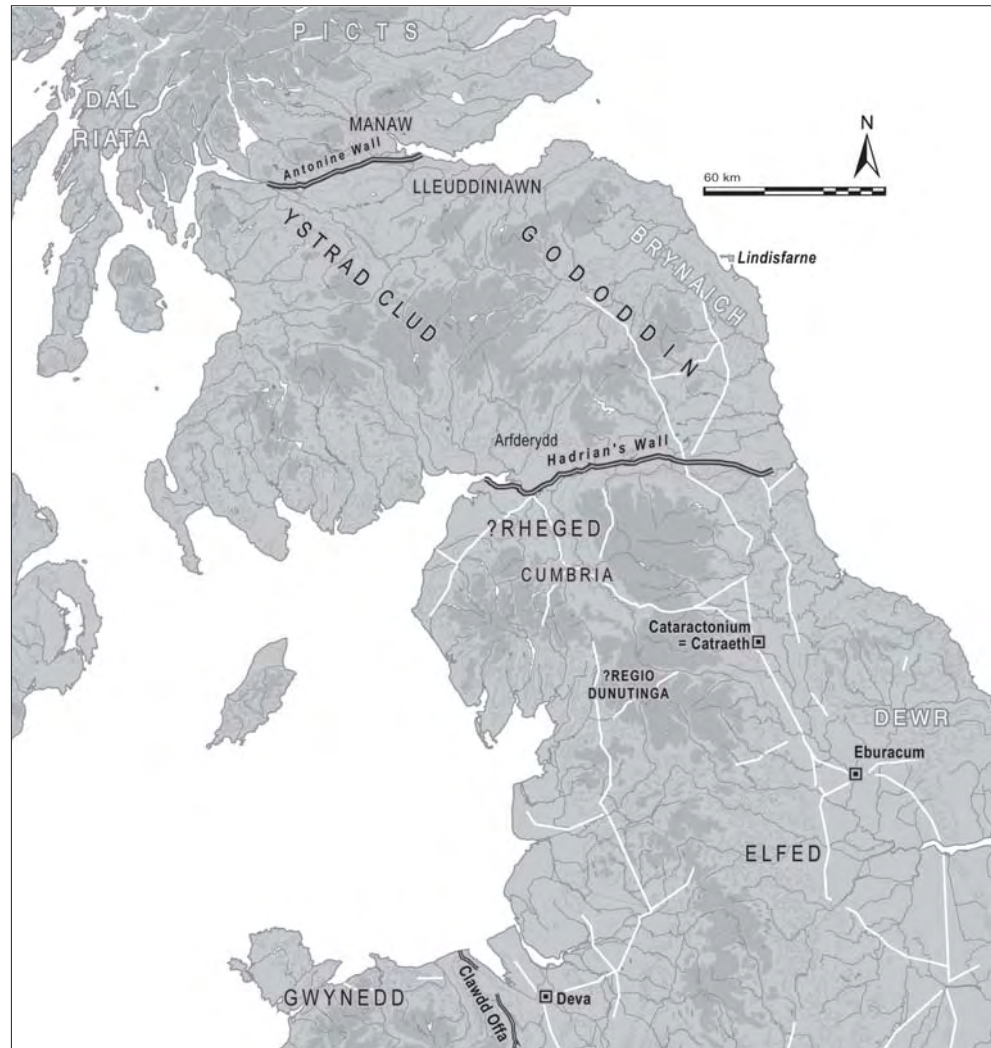 PICTS
DÁL
RIATA
MANAW
Antonine Wall
LLEUDDINIAWN
N
60 km
YSTRAD CLUD
GODODDIN
BRYNAICH
Lindisfarne
Arfderydd
Hadrian's Wall
?RHEGED
CUMBRIA
Cataractonium
= Catraeth
?REGIO
DUNUTINGA
DEWR
Eburacum
ELFED
GWYNEDD
Clawdd Offa
Deva